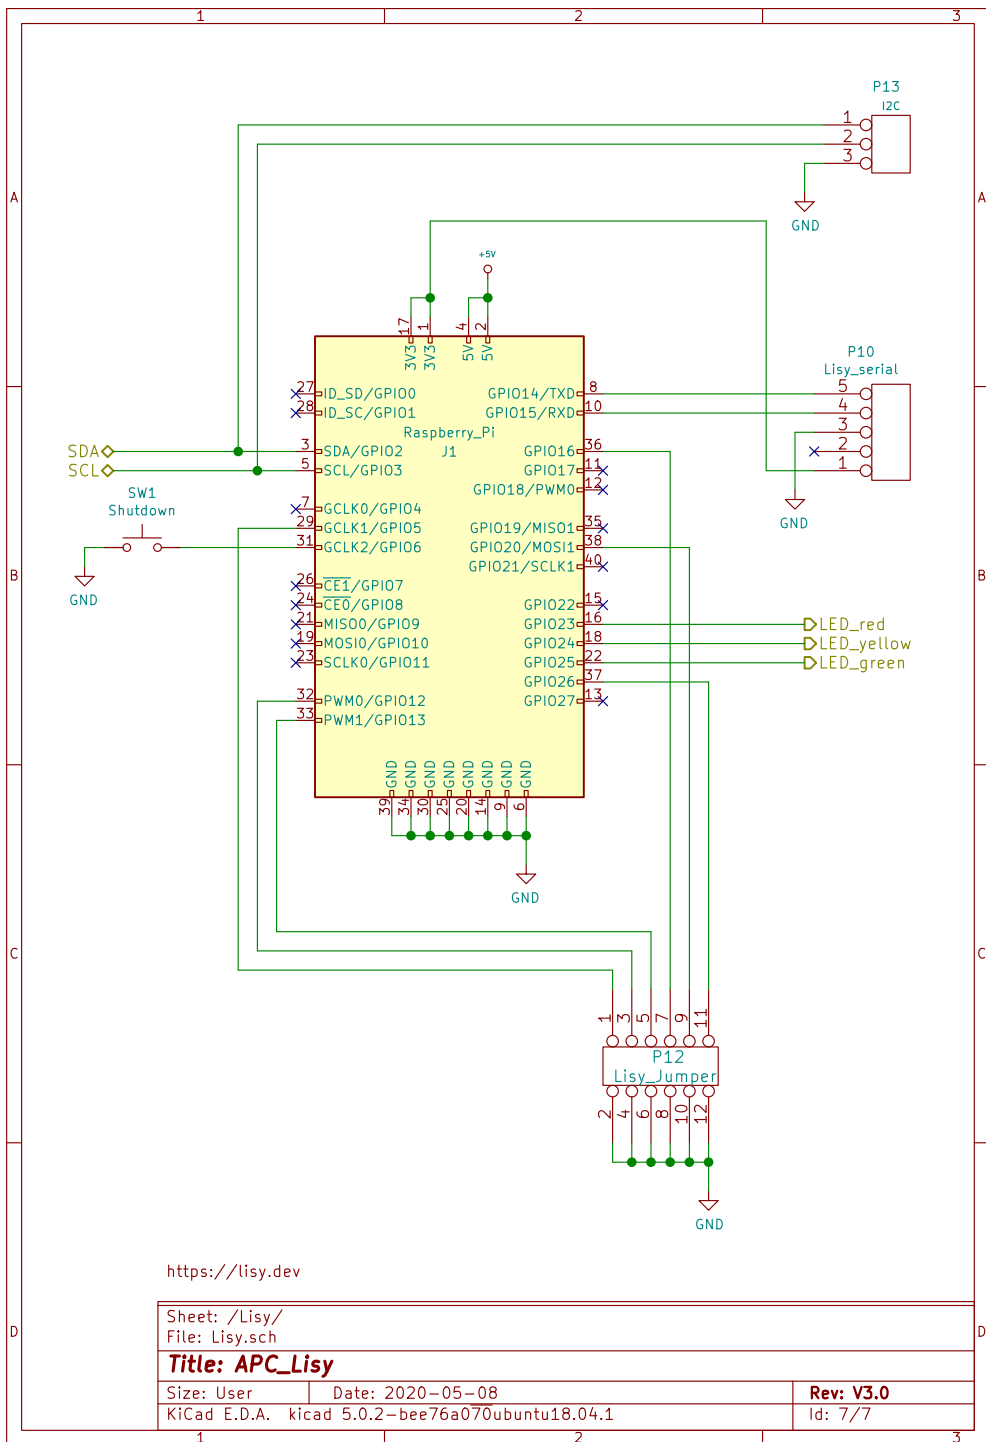 1 2 3
P13
I2C
1
2
3
A A
GND
+5V
17 1 4 2
3V3 3V3 5V 5V
P10
Lisy_serial
27 ID_SD/GPIO0 GPIO14/TXD 8 5
28 ID_SC/GPIO1 GPIO15/RXD 10 4
Raspberry_Pi 3
J1
SDA 3 SDA/GPIO2 GPIO16 36 2
SCL 5 SCL/GPIO3 GPIO17 11 1
GPIO18/PWM0 12
SW1
Shutdown
7 GCLK0/GPIO4
GND
29 GCLK1/GPIO5 GPIO19/MISO1 35
31 GCLK2/GPIO6 GPIO20/MOSI1 38
GPIO21/SCLK1 40
B B
GND
26 CE1/GPIO7
24 CE0/GPIO8 GPIO22 15
21 MISO0/GPIO9 GPIO23 16 LED_red
19 MOSI0/GPIO10 GPIO24 18 LED_yellow
23 SCLK0/GPIO11 GPIO25 22 LED_green
GPIO26 37
32 PWM0/GPIO12 GPIO27 13
33 PWM1/GPIO13
GND GND GND GND GND GND GND GND
39 34 30 25 20 14 9 6
GND
C C
1 3 5 7 9 11
P12
Lisy_Jumper
2 4 6 8 10 12
GND
https://lisy.dev
Sheet: /Lisy/
File: Lisy.sch
D D
Title: APC_Lisy
Size: User Date: 2020-05-08 Rev: V3.0
KiCad E.D.A. kicad 5.0.2-bee76a070ubuntu18.04.1 Id: 7/7
1 2 3